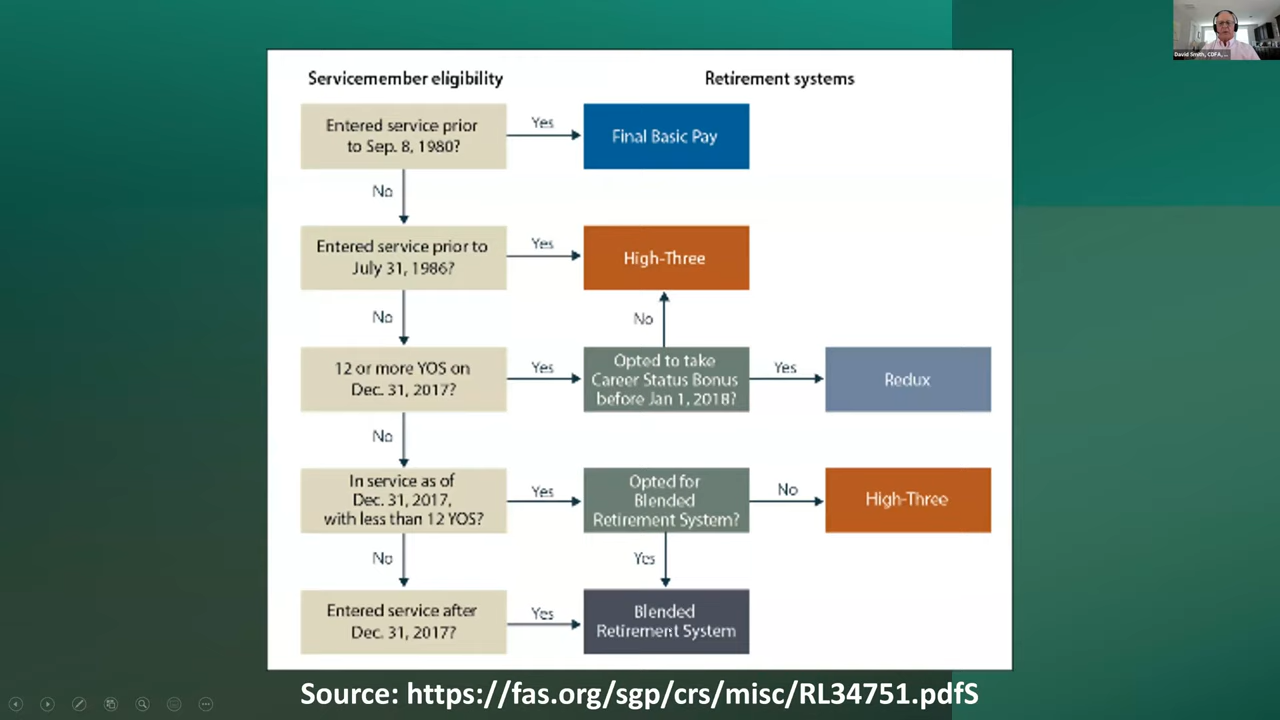 David Smith, CDFA, ...
Servicemember eligibility
Retirement systems
Entered service prior
to Sep. 8, 1980?
Yes
Final Basic Pay
No
Entered service prior to
July 31, 1986?
Yes
High-Three
No
No
12 or more YOS on
Dec. 31, 2017?
Yes
Opted to take
Career Status Bonus
before Jan 1, 2018?
Yes
Redux
No
In service as of
Dec. 31, 2017,
with less than 12 YOS?
Yes
Opted for
Blended
Retirement System?
No
High-Three
No
Yes
Entered service after
Dec. 31, 2017?
Yes
Blended
Retirement System
Source: https://fas.org/sgp/crs/misc/RL34751.pdfS